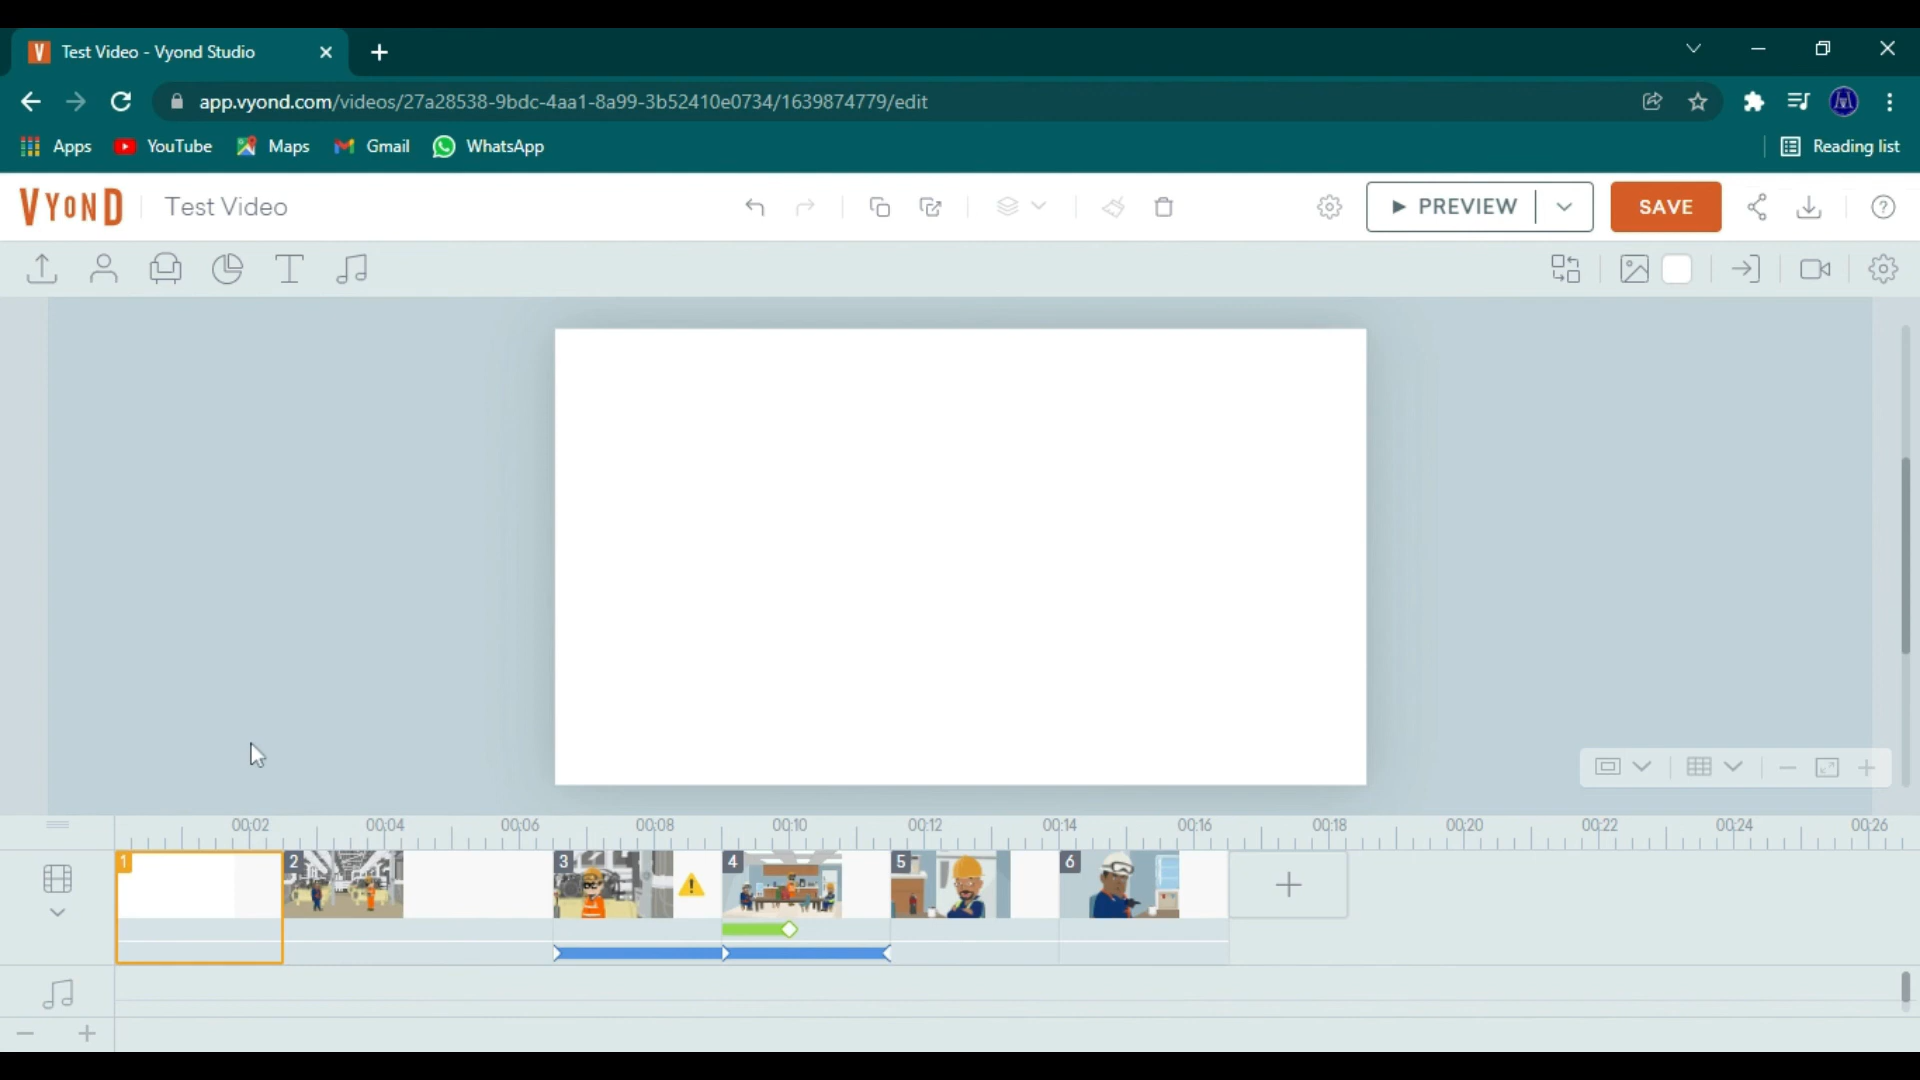 V Test Video - Vyond Studio
app.vyond.com/videos/27a28538-9bdc-4aa1-8a99-3b52410e0734/1639874779/edit
Apps YouTube Maps Gmail WhatsApp Reading list
VYOND Test Video PREVIEW SAVE ?
00:02 00:04 00:06 00:08 00:10 00:12 00:14 00:16 00:18 00:20 00:22 00:24 00:26
1 2 3 4 5 6